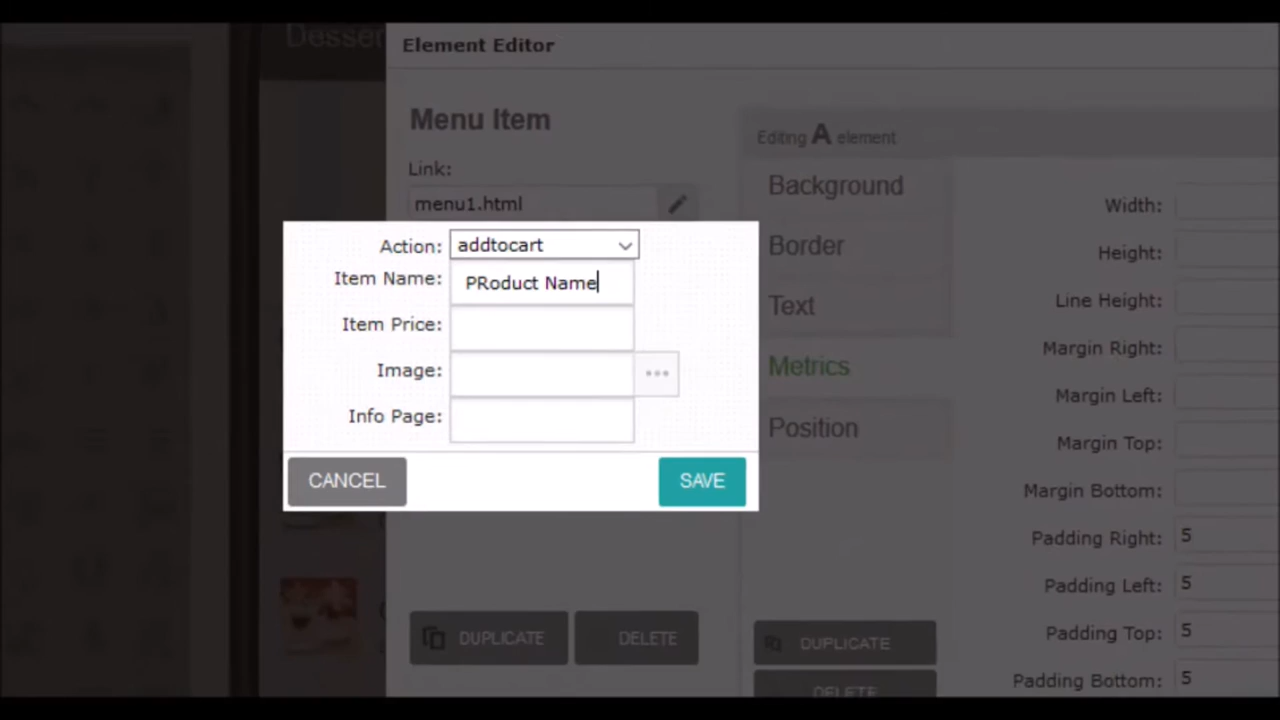 Desser
Element Editor
Menu Item
Link:
menu1.html
Action: addtocart
Item Name: PRoduct Name
Item Price:
Image:
Info Page:
CANCEL
SAVE
DUPLICATE
DELETE
Editing A element
Background
Border
Text
Metrics
Position
DUPLICATE
DELETE
Width:
Height:
Line Height:
Margin Right:
Margin Left:
Margin Top:
Margin Bottom:
Padding Right: 5
Padding Left: 5
Padding Top: 5
Padding Bottom: 5